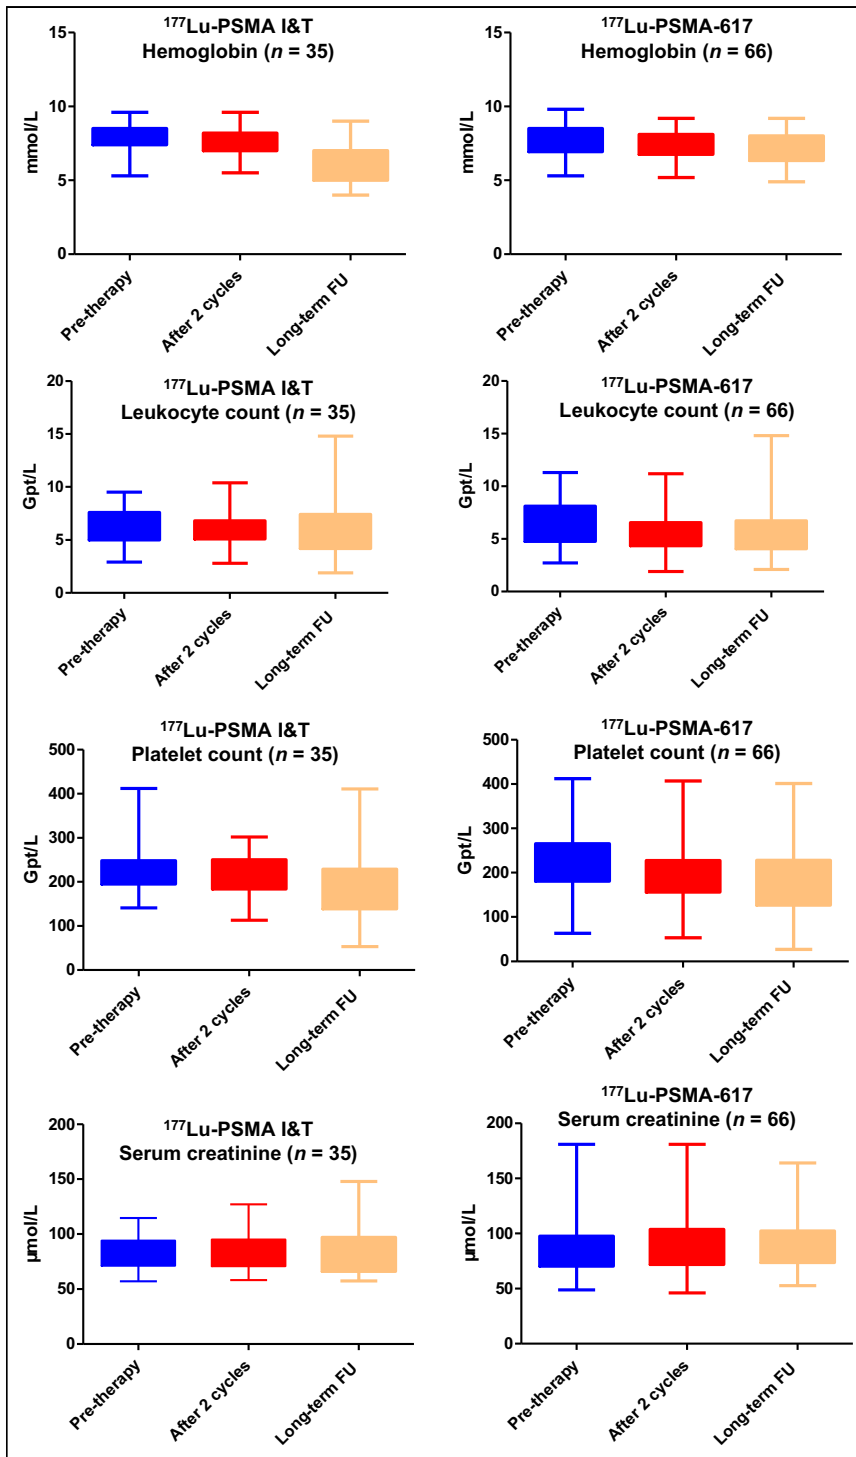 ¹⁷⁷Lu-PSMA I&T
Hemoglobin (n = 35)
mmol/L
15
10
5
0
Pre-therapy
After 2 cycles
Long-term FU
¹⁷⁷Lu-PSMA-617
Hemoglobin (n = 66)
mmol/L
15
10
5
0
Pre-therapy
After 2 cycles
Long-term FU
¹⁷⁷Lu-PSMA I&T
Leukocyte count (n = 35)
Gpt/L
20
15
10
5
0
Pre-therapy
After 2 cycles
Long-term FU
¹⁷⁷Lu-PSMA-617
Leukocyte count (n = 66)
Gpt/L
20
15
10
5
0
Pre-therapy
After 2 cycles
Long-term FU
¹⁷⁷Lu-PSMA I&T
Platelet count (n = 35)
Gpt/L
500
400
300
200
100
0
Pre-therapy
After 2 cycles
Long-term FU
¹⁷⁷Lu-PSMA-617
Platelet count (n = 66)
Gpt/L
500
400
300
200
100
0
Pre-therapy
After 2 cycles
Long-term FU
¹⁷⁷Lu-PSMA I&T
Serum creatinine (n = 35)
µmol/L
200
150
100
50
0
Pre-therapy
After 2 cycles
Long-term FU
¹⁷⁷Lu-PSMA-617
Serum creatinine (n = 66)
µmol/L
200
150
100
50
0
Pre-therapy
After 2 cycles
Long-term FU